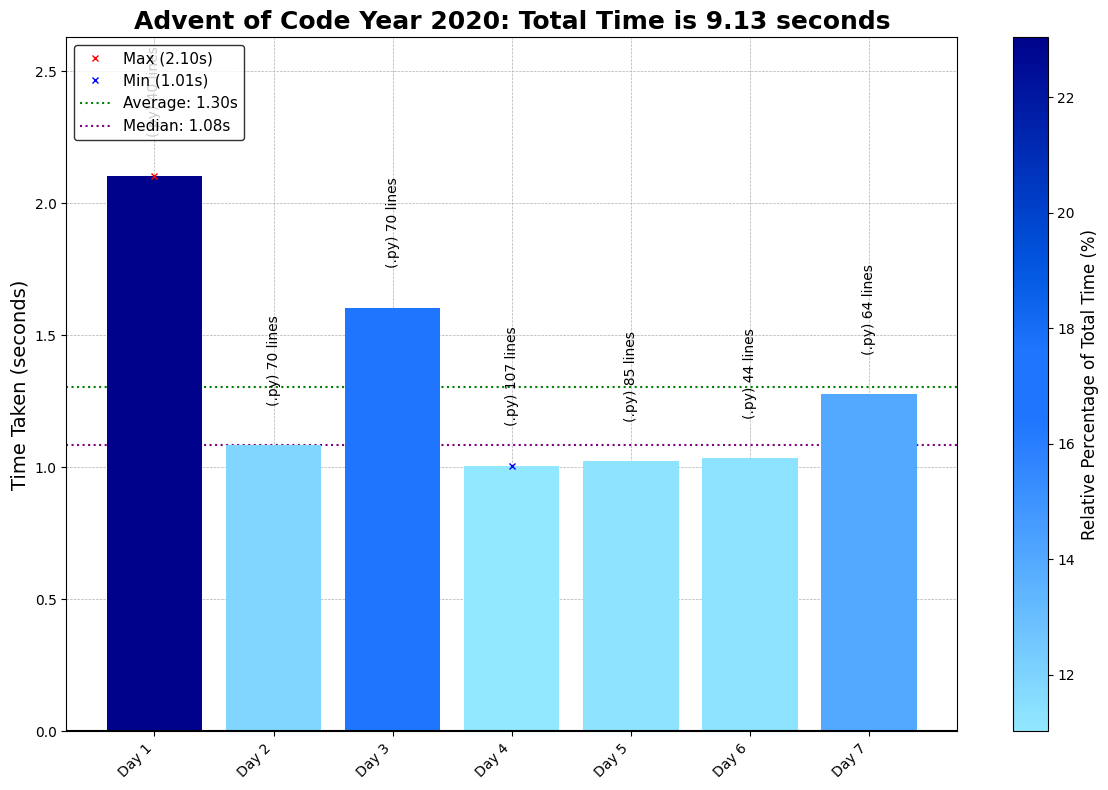 Advent of Code Year 2020: Total Time is 9.13 seconds
Max (2.10s)
Min (1.01s)
Average: 1.30s
Median: 1.08s
(.py) 70 lines
(.py) 70 lines
(.py) 107 lines
(.py) 85 lines
(.py) 44 lines
(.py) 64 lines
Time Taken (seconds)
2.5
2.0
1.5
1.0
0.5
0.0
Day 1
Day 2
Day 3
Day 4
Day 5
Day 6
Day 7
22
20
18
16
14
12
Relative Percentage of Total Time (%)